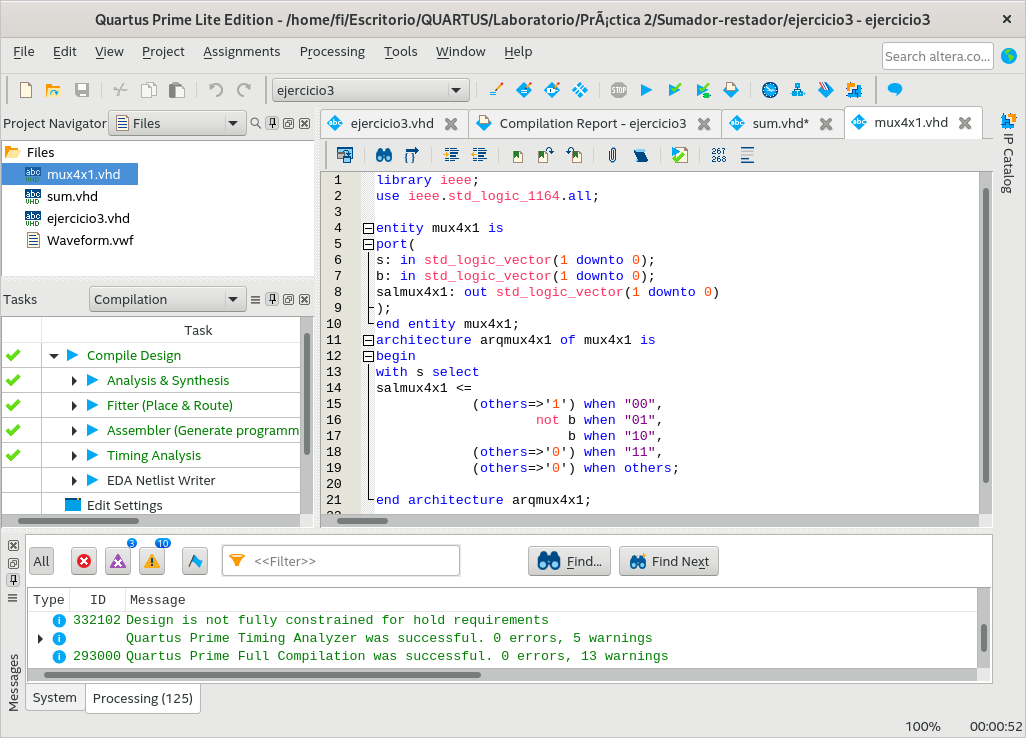 Quartus Prime Lite Edition - /home/fi/Escritorio/QUARTUS/Laboratorio/PrÃ¡ctica 2/Sumador-restador/ejercicio3 - ejercicio3
File Edit View Project Assignments Processing Tools Window Help
Search altera.co...
ejercicio3
STOP
Project Navigator Files
ejercicio3.vhd Compilation Report - ejercicio3 sum.vhd* mux4x1.vhd
IP Catalog
Files
mux4x1.vhd
sum.vhd
ejercicio3.vhd
Waveform.vwf
267
268
Tasks Compilation
Task
Compile Design
Analysis & Synthesis
Fitter (Place & Route)
Assembler (Generate programm
Timing Analysis
EDA Netlist Writer
Edit Settings
1 library ieee;
2 use ieee.std_logic_1164.all;
3
4 entity mux4x1 is
5 port(
6 s: in std_logic_vector(1 downto 0);
7 b: in std_logic_vector(1 downto 0);
8 salmux4x1: out std_logic_vector(1 downto 0)
9 );
10 end entity mux4x1;
11 architecture arqmux4x1 of mux4x1 is
12 begin
13 with s select
14 salmux4x1 <=
15 (others=>'1') when "00",
16 not b when "01",
17 b when "10",
18 (others=>'0') when "11",
19 (others=>'0') when others;
20
21 end architecture arqmux4x1;
All 3 10 <<Filter>> Find... Find Next
Type ID Message
332102 Design is not fully constrained for hold requirements
Quartus Prime Timing Analyzer was successful. 0 errors, 5 warnings
293000 Quartus Prime Full Compilation was successful. 0 errors, 13 warnings
Messages
System Processing (125)
100% 00:00:52